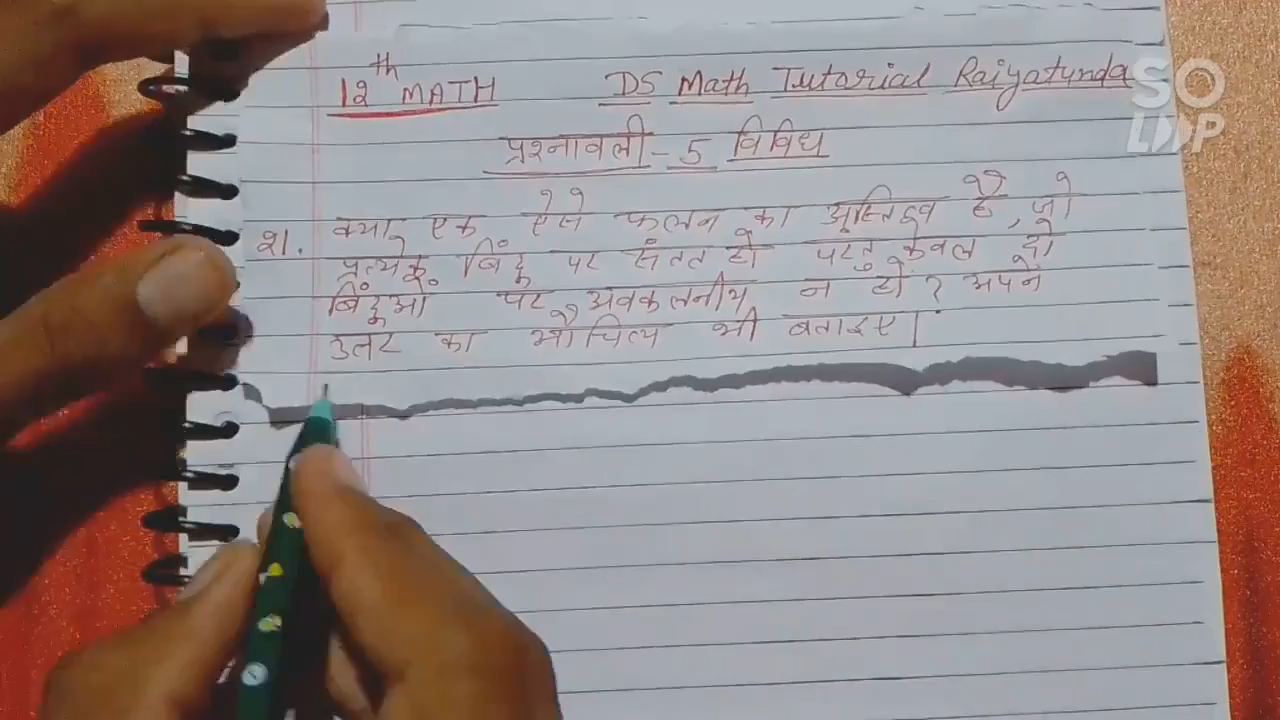 12th MATH DS Math Tutorial Raiyatunda
SOLDP
प्रश्नावली - 5 विविध
21. क्या एक ऐसे फलन का अस्तित्व है, जो
प्रत्येक बिंदु पर संतत हो परंतु केवल दो
बिंदुओं पर अवकलनीय न हो? अपने
उत्तर का औचित्य भी बताइए।